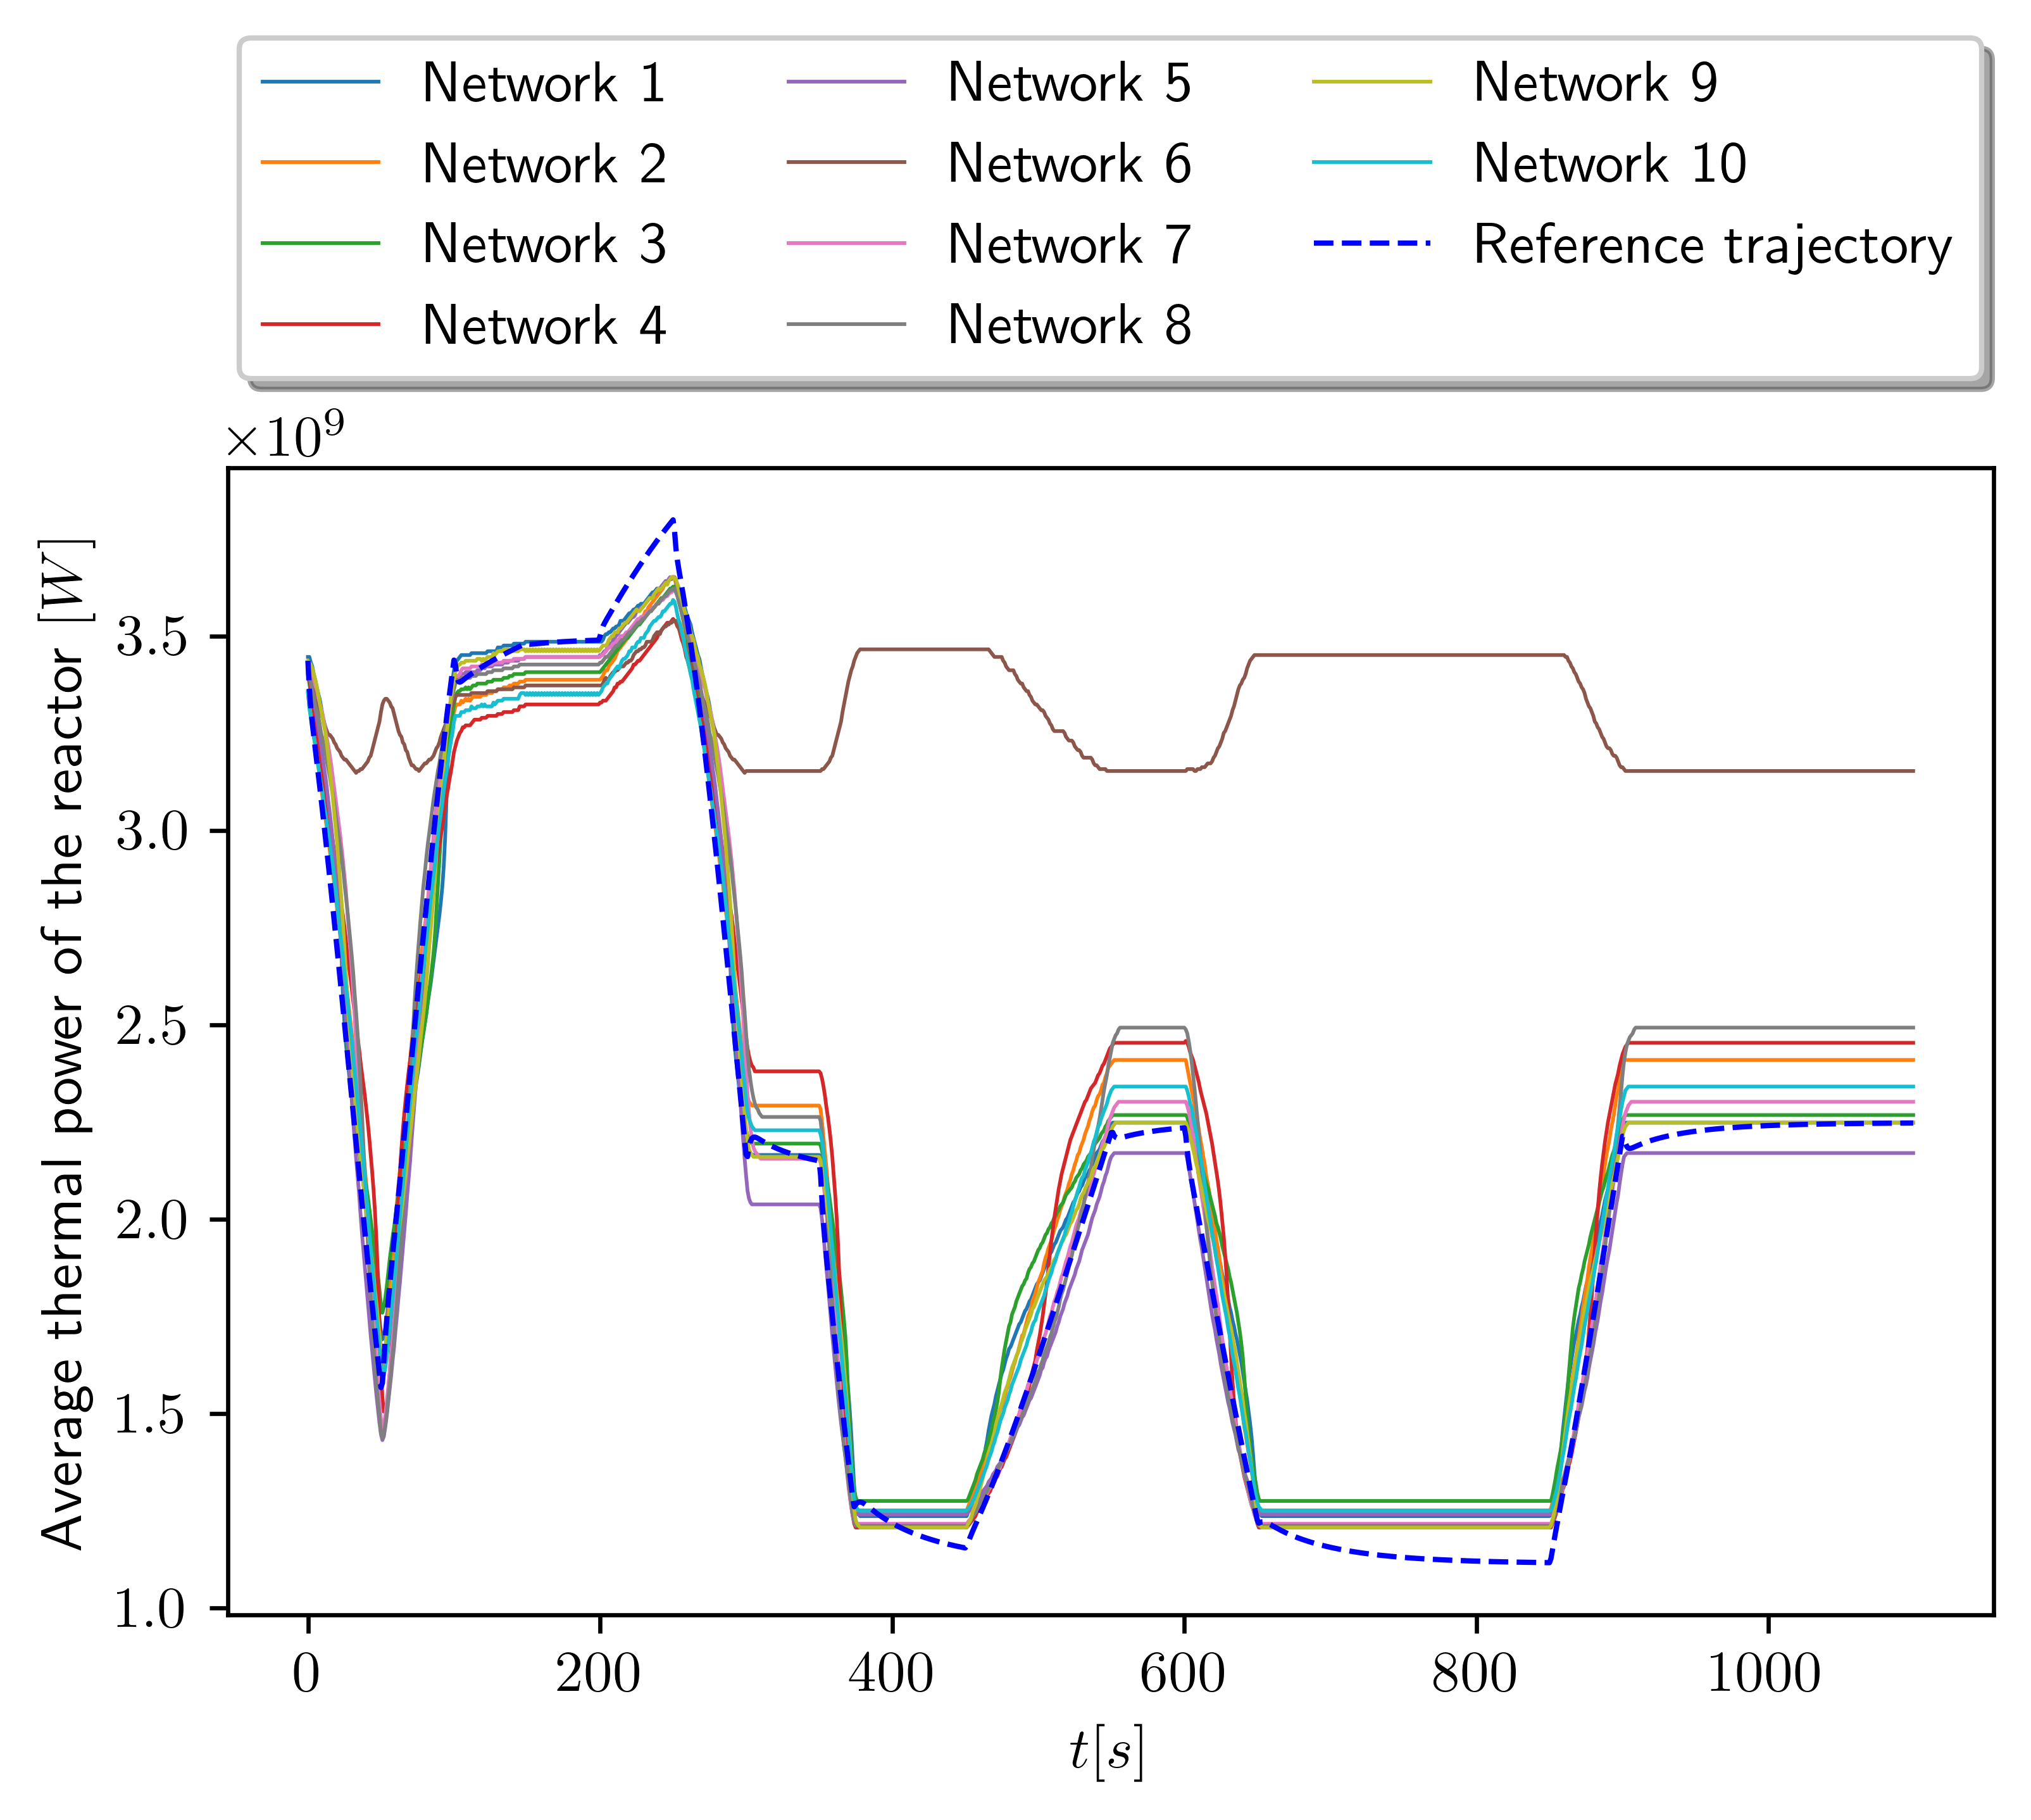 Network 1
Network 2
Network 3
Network 4
Network 5
Network 6
Network 7
Network 8
Network 9
Network 10
Reference trajectory
×10⁹
Average thermal power of the reactor [W]
3.5
3.0
2.5
2.0
1.5
1.0
0 200 400 600 800 1000
t[s]